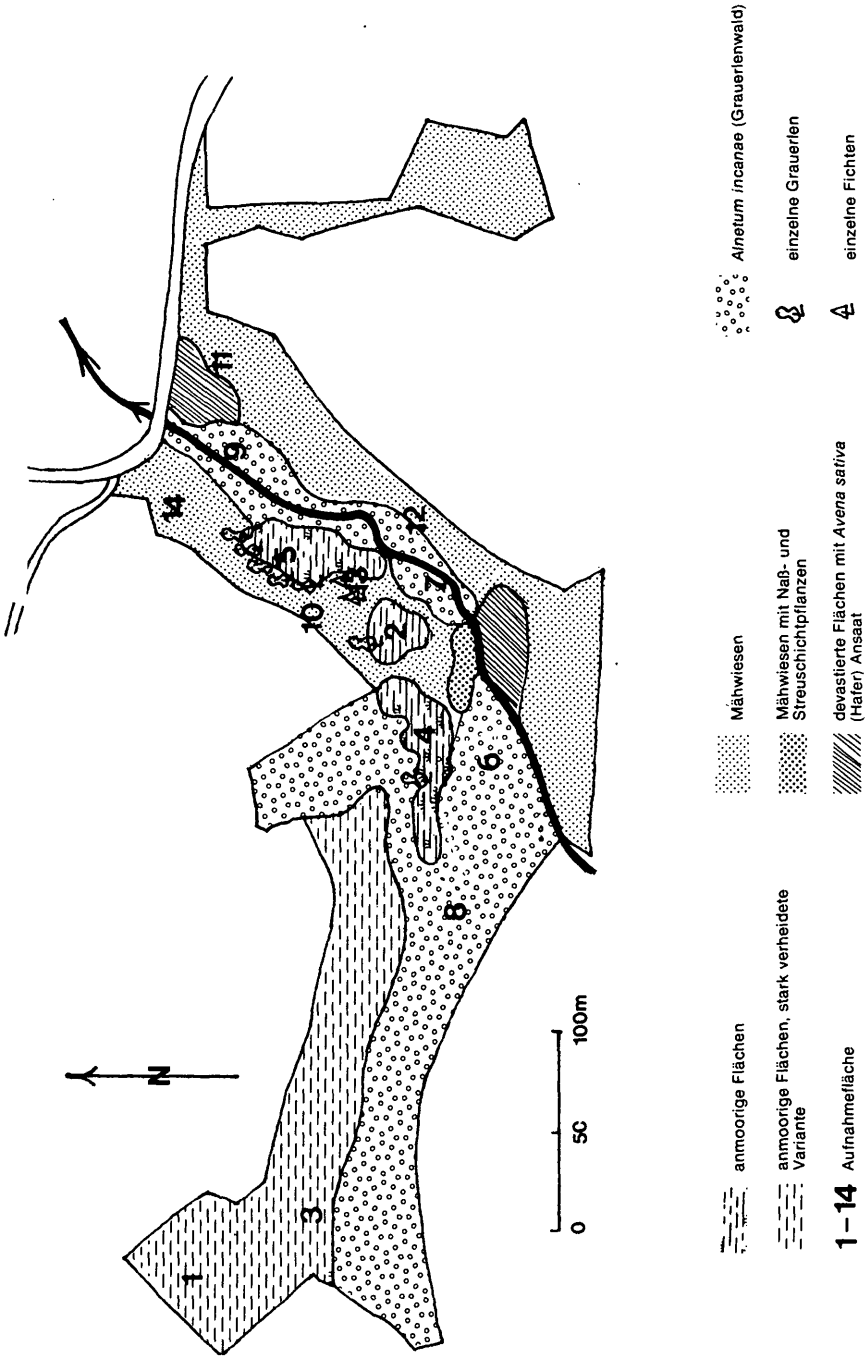 14
11
9
5
10
13
12
2
7
4
6
8
3
1
N
0 50 100m
anmoorige Flächen
anmoorige Flächen, stark verheidete
Variante
1-14 Aufnahmefläche
Mähwiesen
Mähwiesen mit Naß- und
Streuschichtpflanzen
devastierte Flächen mit Avena sativa
(Hafer) Ansaat
Alnetum incanae (Grauerlenwald)
einzelne Grauerlen
einzelne Fichten